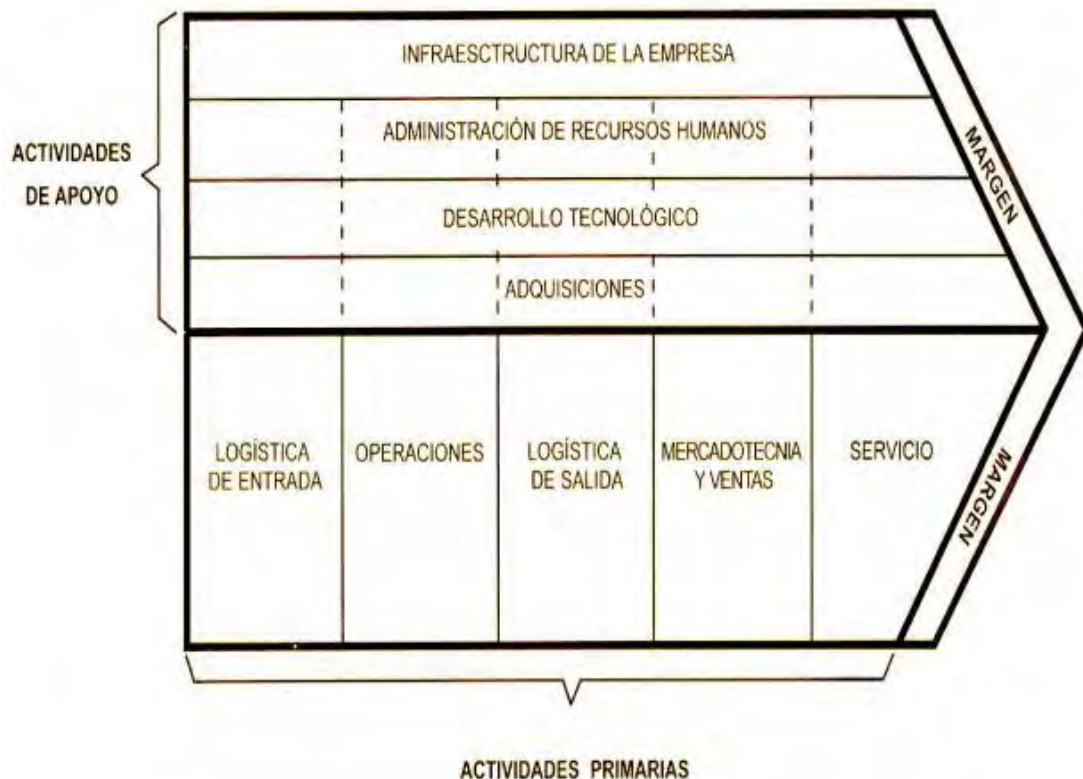 INFRAESCTRUCTURA DE LA EMPRESA
ADMINISTRACIÓN DE RECURSOS HUMANOS
ACTIVIDADES
DE APOYO
DESARROLLO TECNOLÓGICO
ADQUISICIONES
MARGEN
LOGÍSTICA
DE ENTRADA
OPERACIONES
LOGÍSTICA
DE SALIDA
MERCADOTECNIA
Y VENTAS
SERVICIO
MARGEN
ACTIVIDADES PRIMARIAS